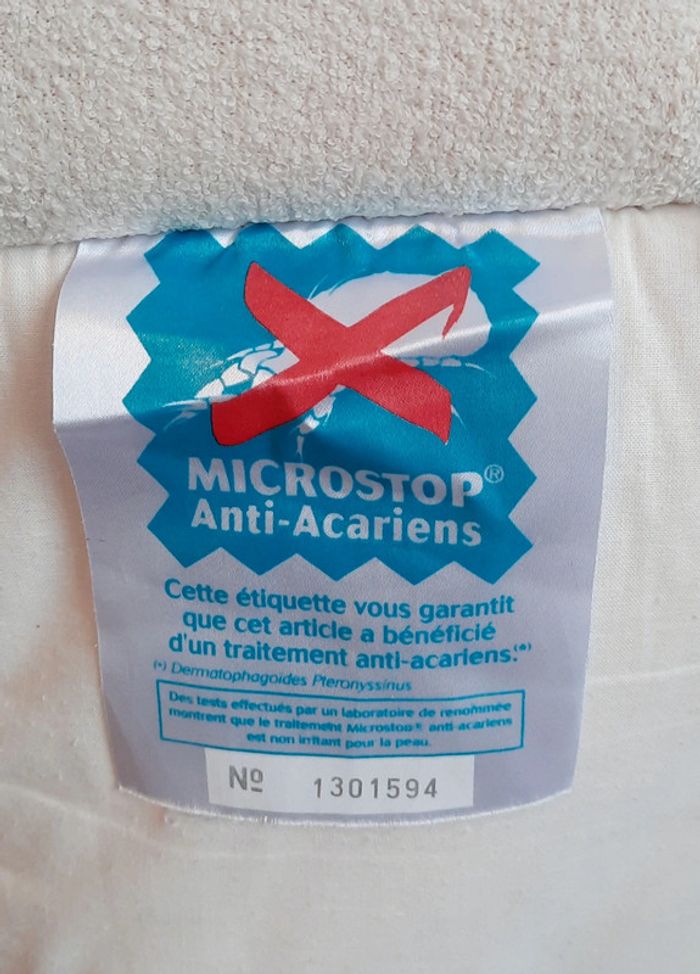 MICROSTOP®
Anti-Acariens
Cette étiquette vous garantit
que cet article a bénéficié
d'un traitement anti-acariens.(*)
(*) Dermatophagoides Pteronyssinus
Des tests effectués par un laboratoire de renommée
montrent que le traitement Microstop® anti-acariens
est non irritant pour la peau.
Nº 1301594